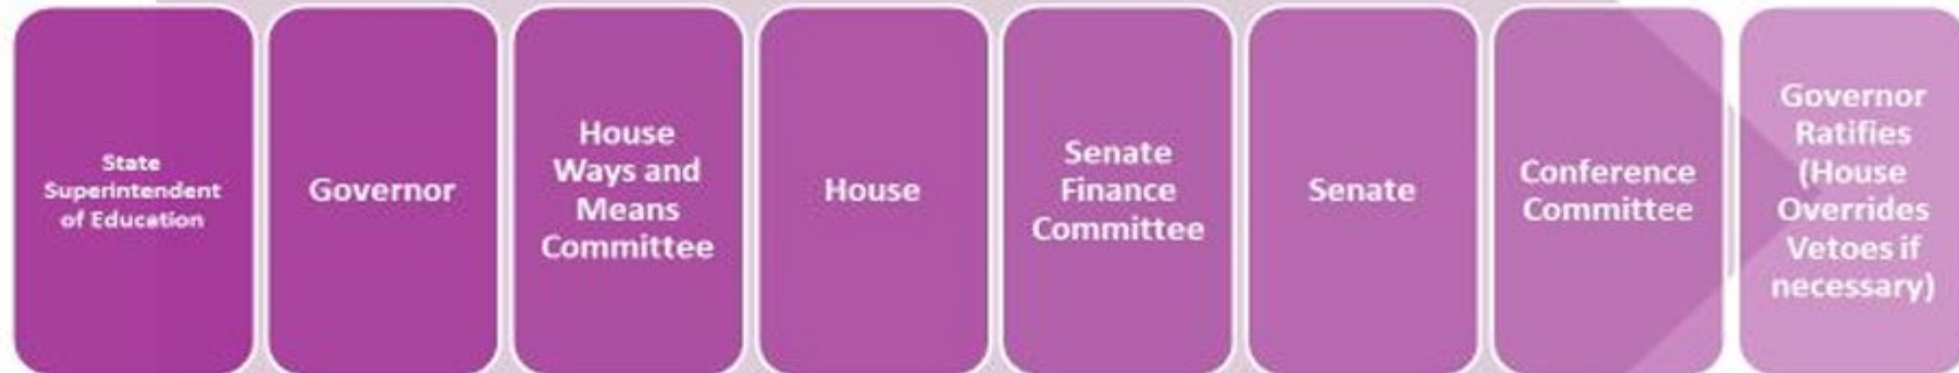 State
Superintendent
of Education
Governor
House
Ways and
Means
Committee
House
Senate
Finance
Committee
Senate
Conference
Committee
Governor
Ratifies
(House
Overrides
Vetoes if
necessary)